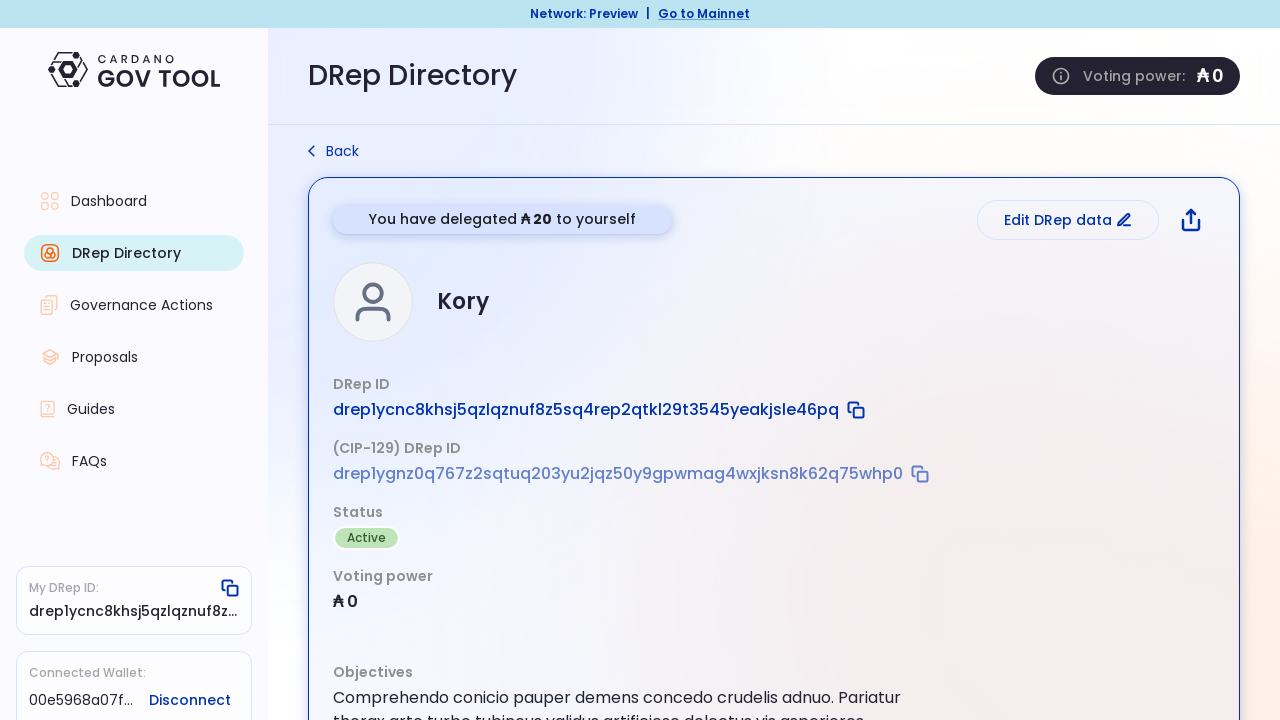 Network: Preview | Go to Mainnet
CARDANO
GOV TOOL
DRep Directory
Voting power: ₳ 0
Back
Dashboard
DRep Directory
Governance Actions
Proposals
Guides
FAQs
My DRep ID:
drep1ycnc8khsj5qzlqznuf8z...
Connected Wallet:
00e5968a07f... Disconnect
You have delegated ₳ 20 to yourself
Edit DRep data
Kory
DRep ID
drep1ycnc8khsj5qzlqznuf8z5sq4rep2qtkl29t3545yeakjsle46pq
(CIP-129) DRep ID
drep1ygnz0q767z2sqtuq203yu2jqz50y9gpwmag4wxjksn8k62q75whp0
Status
Active
Voting power
₳ 0
Objectives
Comprehendo conicio pauper demens concedo crudelis adnuo. Pariatur